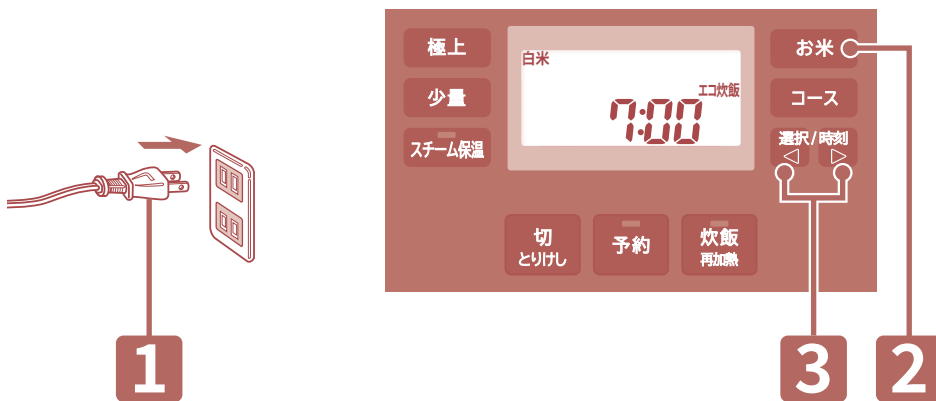 極上
少量
スチーム保温
白米
エコ炊飯
7:00
お米
コース
選択/時刻
◁ ▷
切
とりけし
予約
炊飯
再加熱
1
3
2